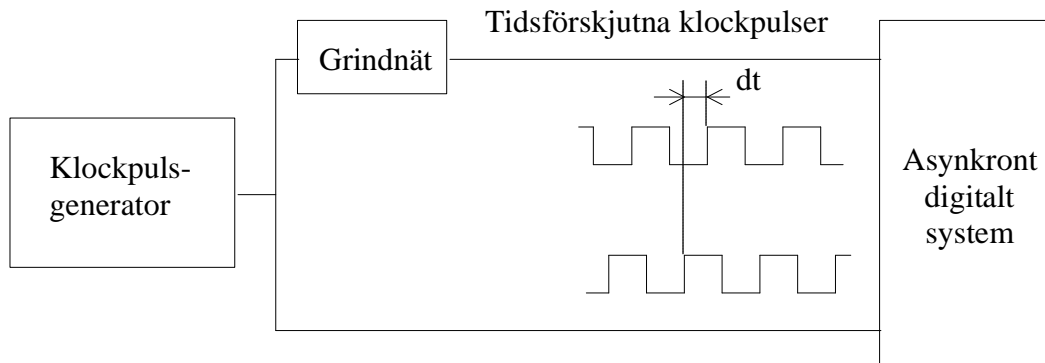 Tidsförskjutna klockpulser
Grindnät
dt
Klockpuls-
generator
Asynkront
digitalt
system